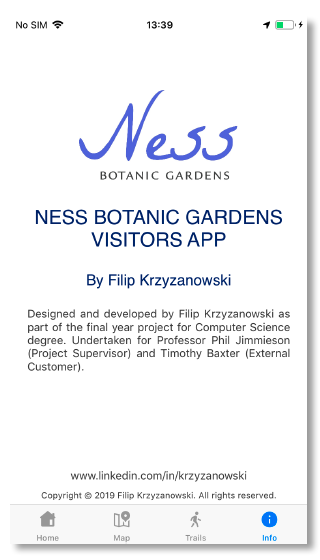 No SIM 13:39
Ness
BOTANIC GARDENS
NESS BOTANIC GARDENS
VISITORS APP
By Filip Krzyzanowski
Designed and developed by Filip Krzyzanowski as
part of the final year project for Computer Science
degree. Undertaken for Professor Phil Jimmieson
(Project Supervisor) and Timothy Baxter (External
Customer).
www.linkedin.com/in/krzyzanowski
Copyright © 2019 Filip Krzyzanowski. All rights reserved.
Home Map Trails Info